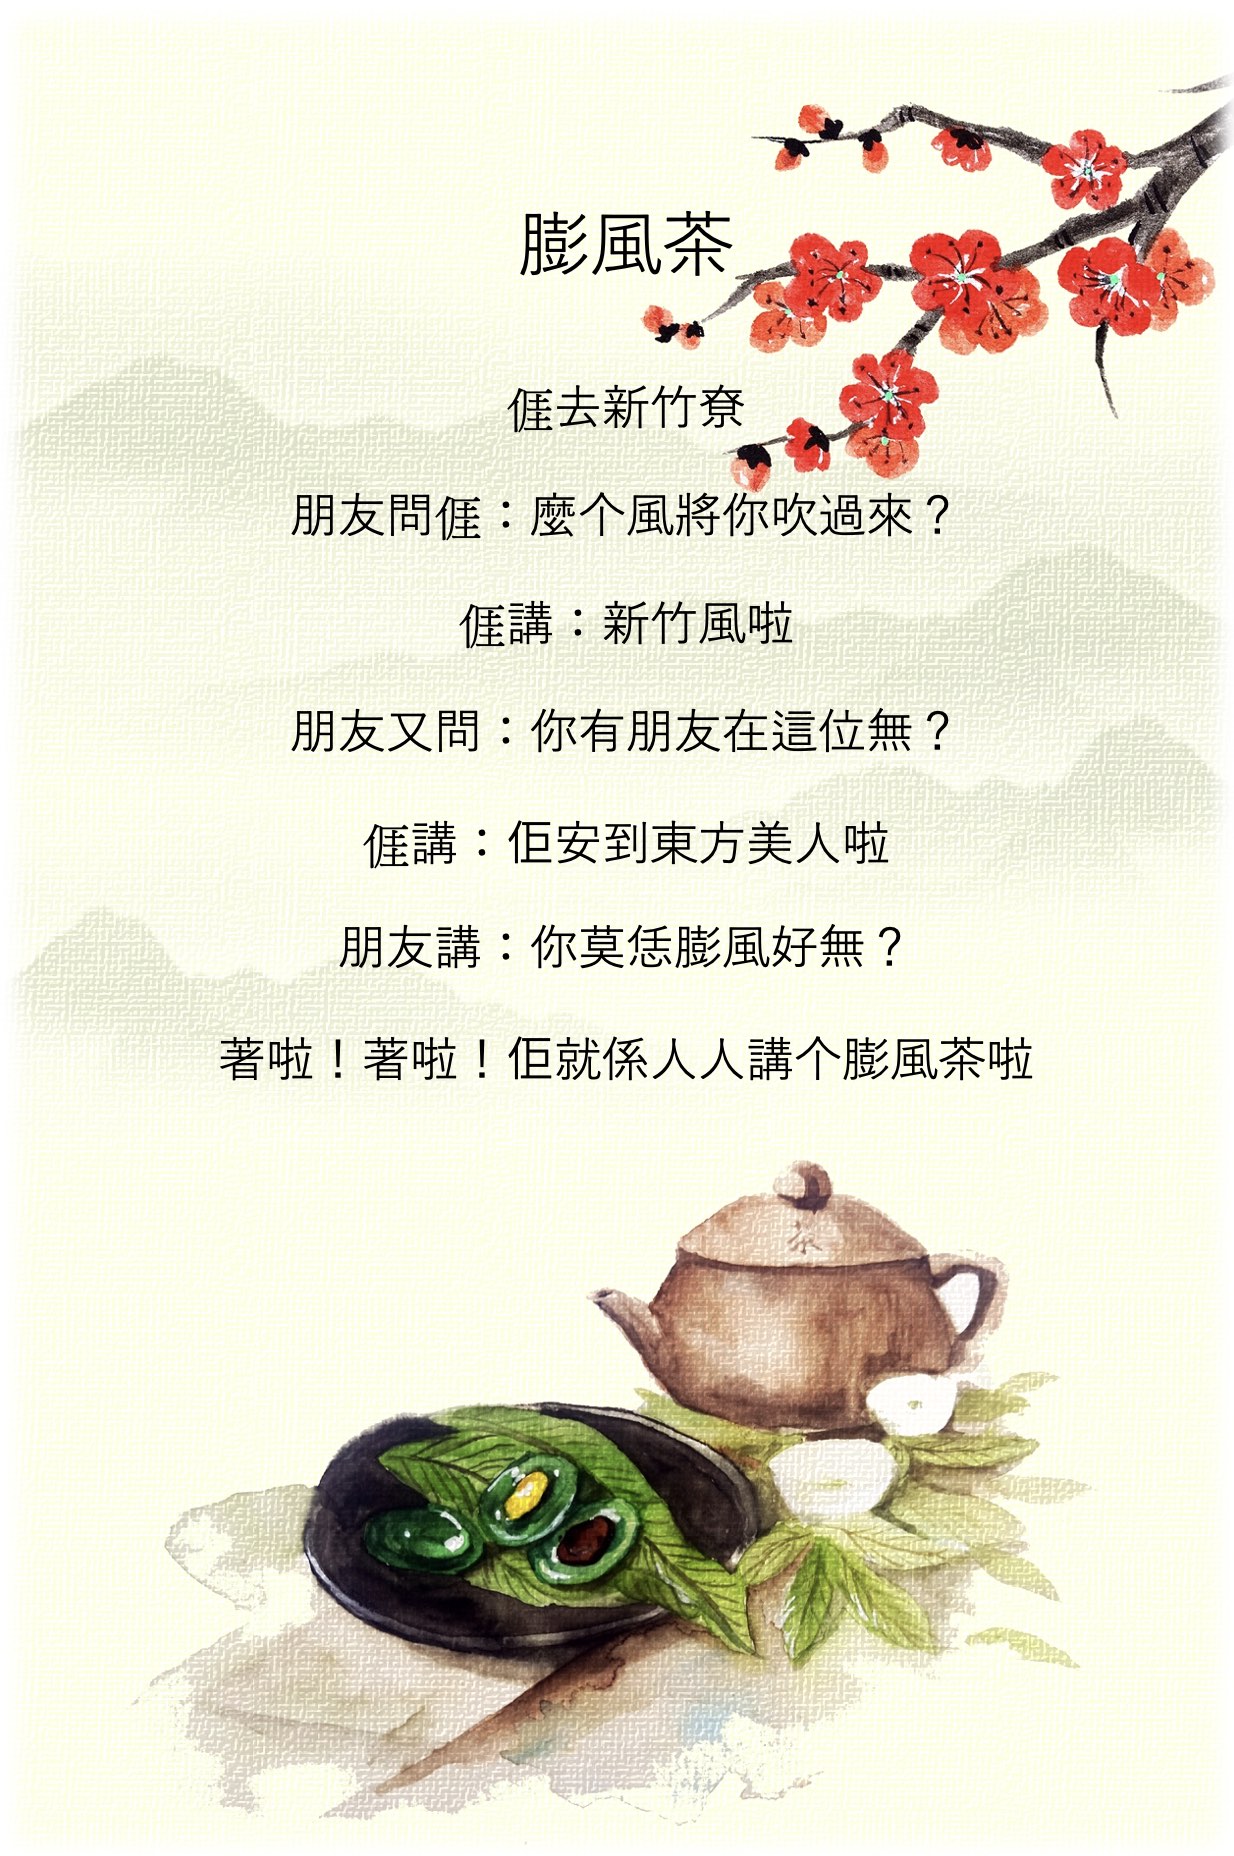 膨風茶
𠊎去新竹尞
朋友問𠊎：麼个風將你吹過來？
𠊎講：新竹風啦
朋友又問：你有朋友在這位無？
𠊎講：佢安到東方美人啦
朋友講：你莫恁膨風好無？
著啦！著啦！佢就係人人講个膨風茶啦
茶